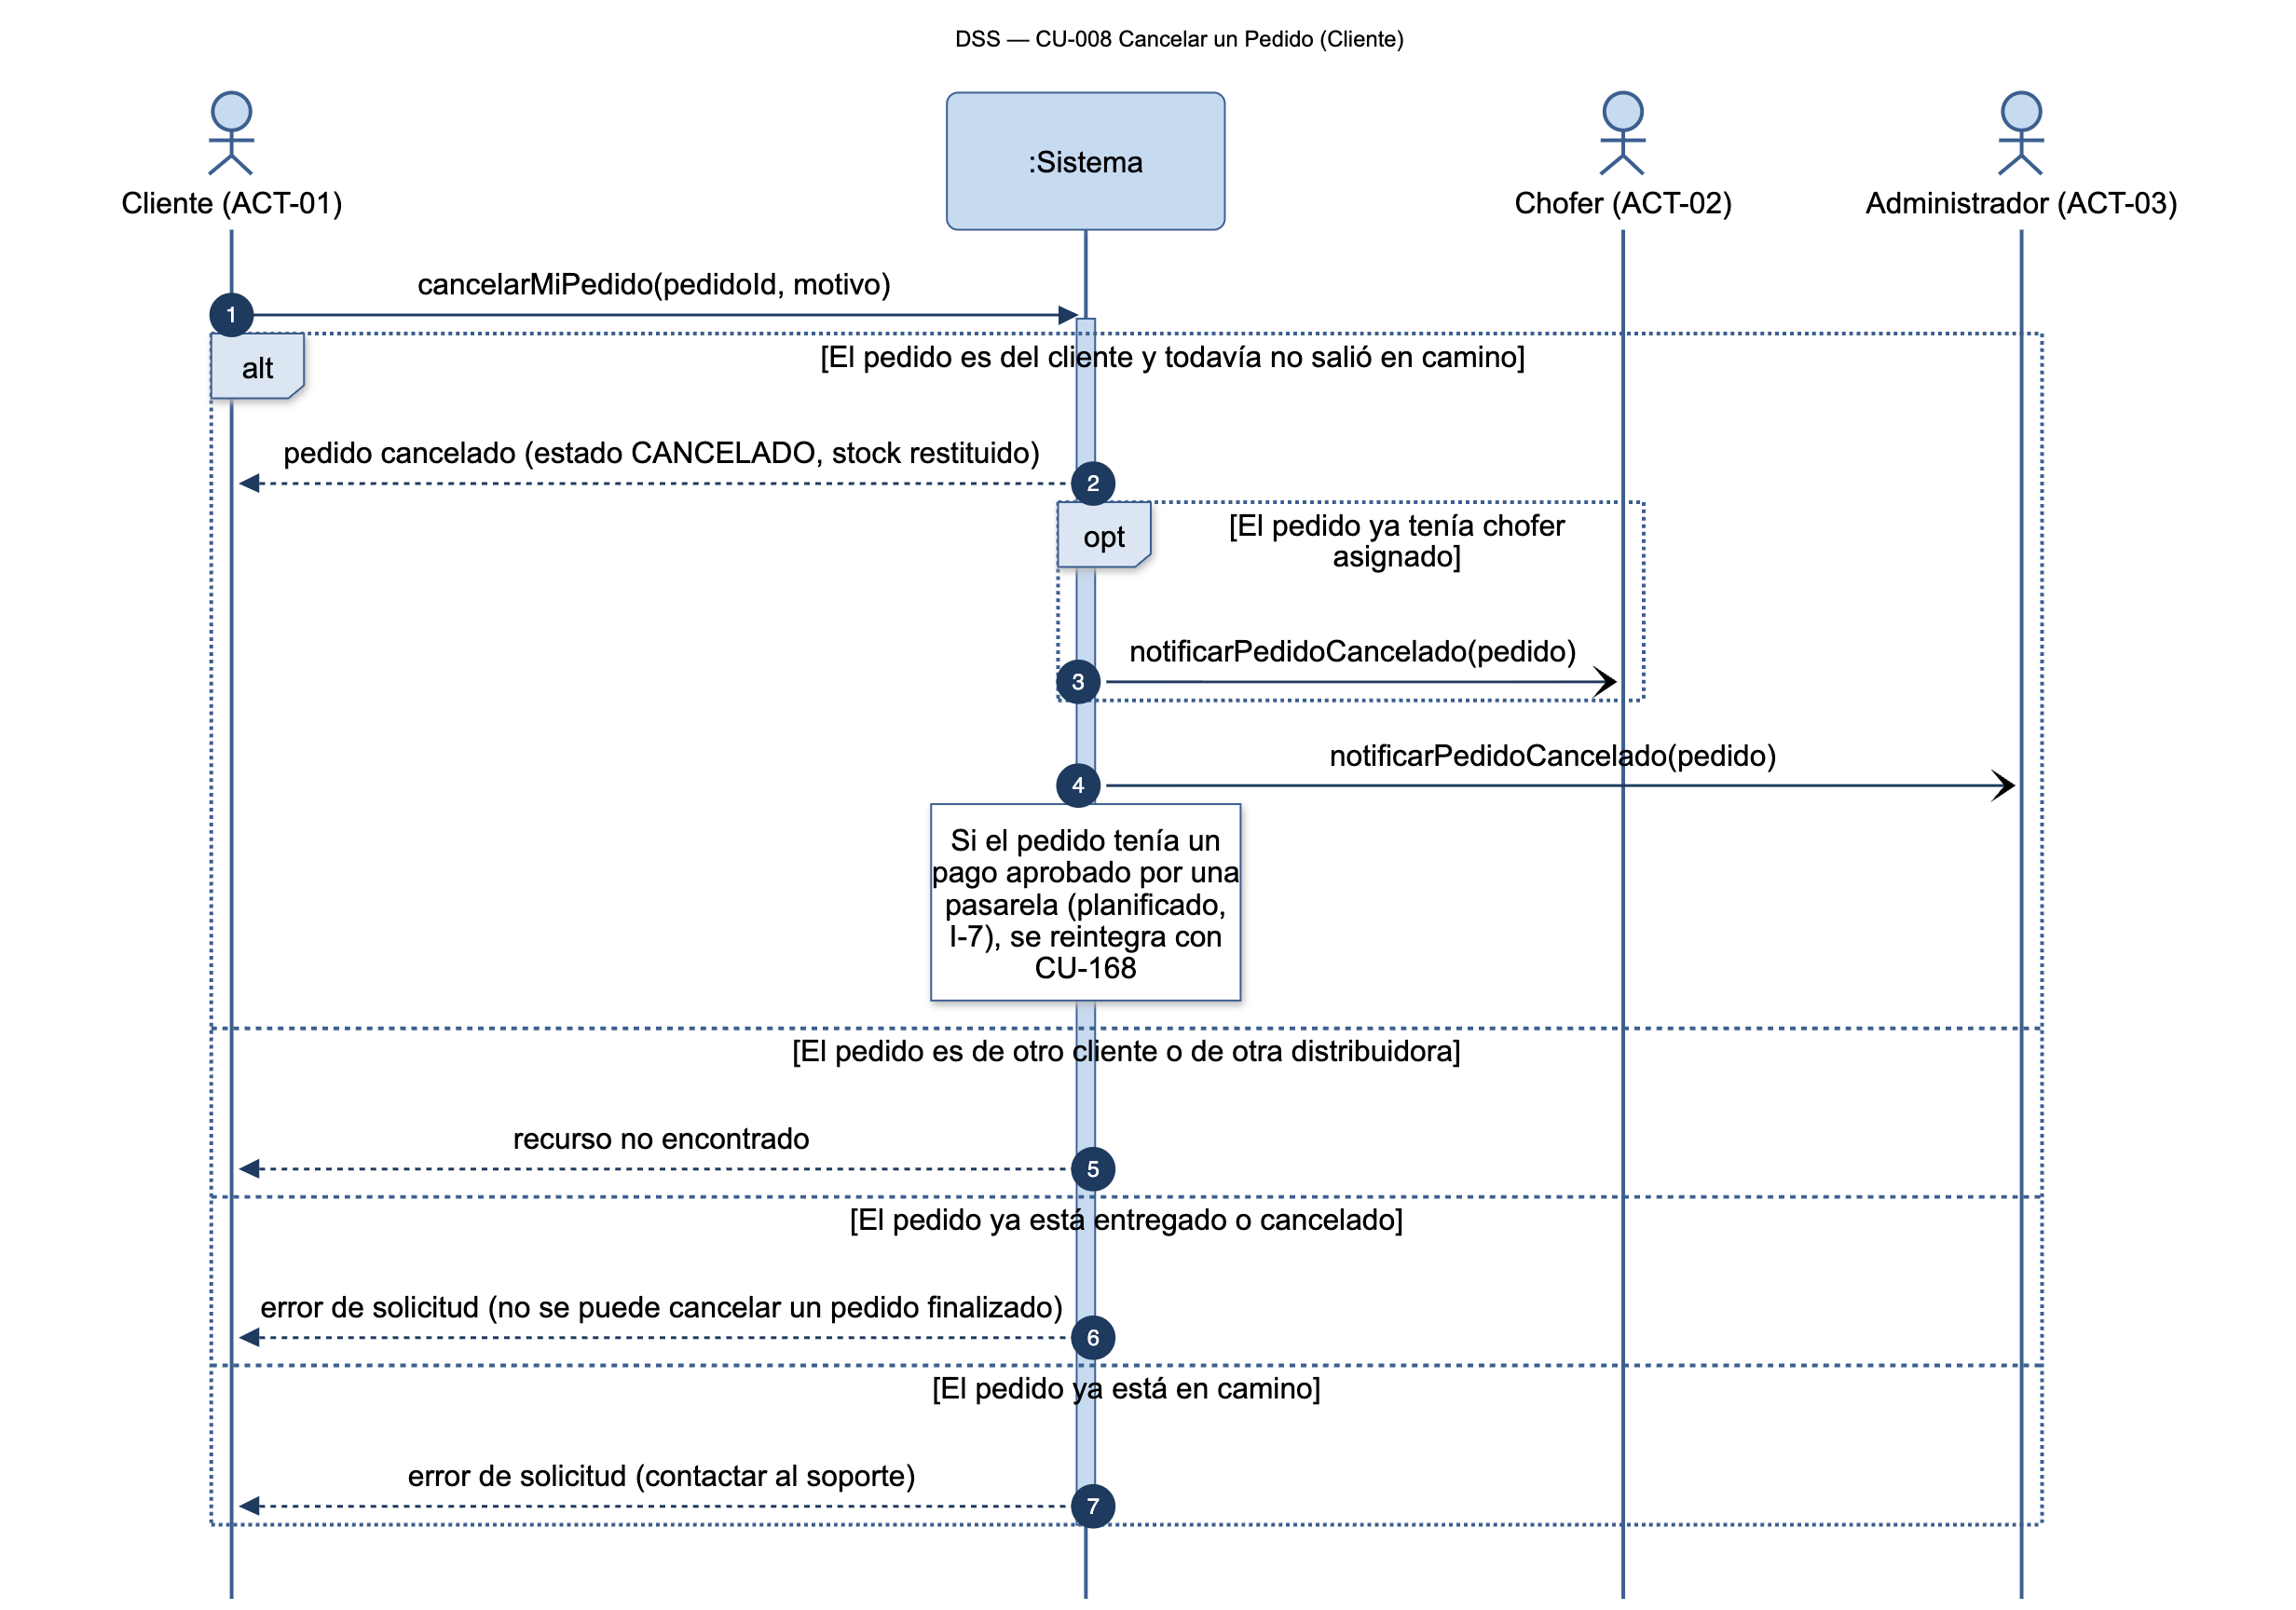 DSS — CU-008 Cancelar un Pedido (Cliente)
:Sistema
Cliente (ACT-01)
Chofer (ACT-02)
Administrador (ACT-03)
cancelarMiPedido(pedidoId, motivo)
1
alt
[El pedido es del cliente y todavía no salió en camino]
pedido cancelado (estado CANCELADO, stock restituido)
2
opt
[El pedido ya tenía chofer
asignado]
notificarPedidoCancelado(pedido)
3
notificarPedidoCancelado(pedido)
4
Si el pedido tenía un
pago aprobado por una
pasarela (planificado,
I-7), se reintegra con
CU-168
[El pedido es de otro cliente o de otra distribuidora]
recurso no encontrado
5
[El pedido ya está entregado o cancelado]
error de solicitud (no se puede cancelar un pedido finalizado)
6
[El pedido ya está en camino]
error de solicitud (contactar al soporte)
7